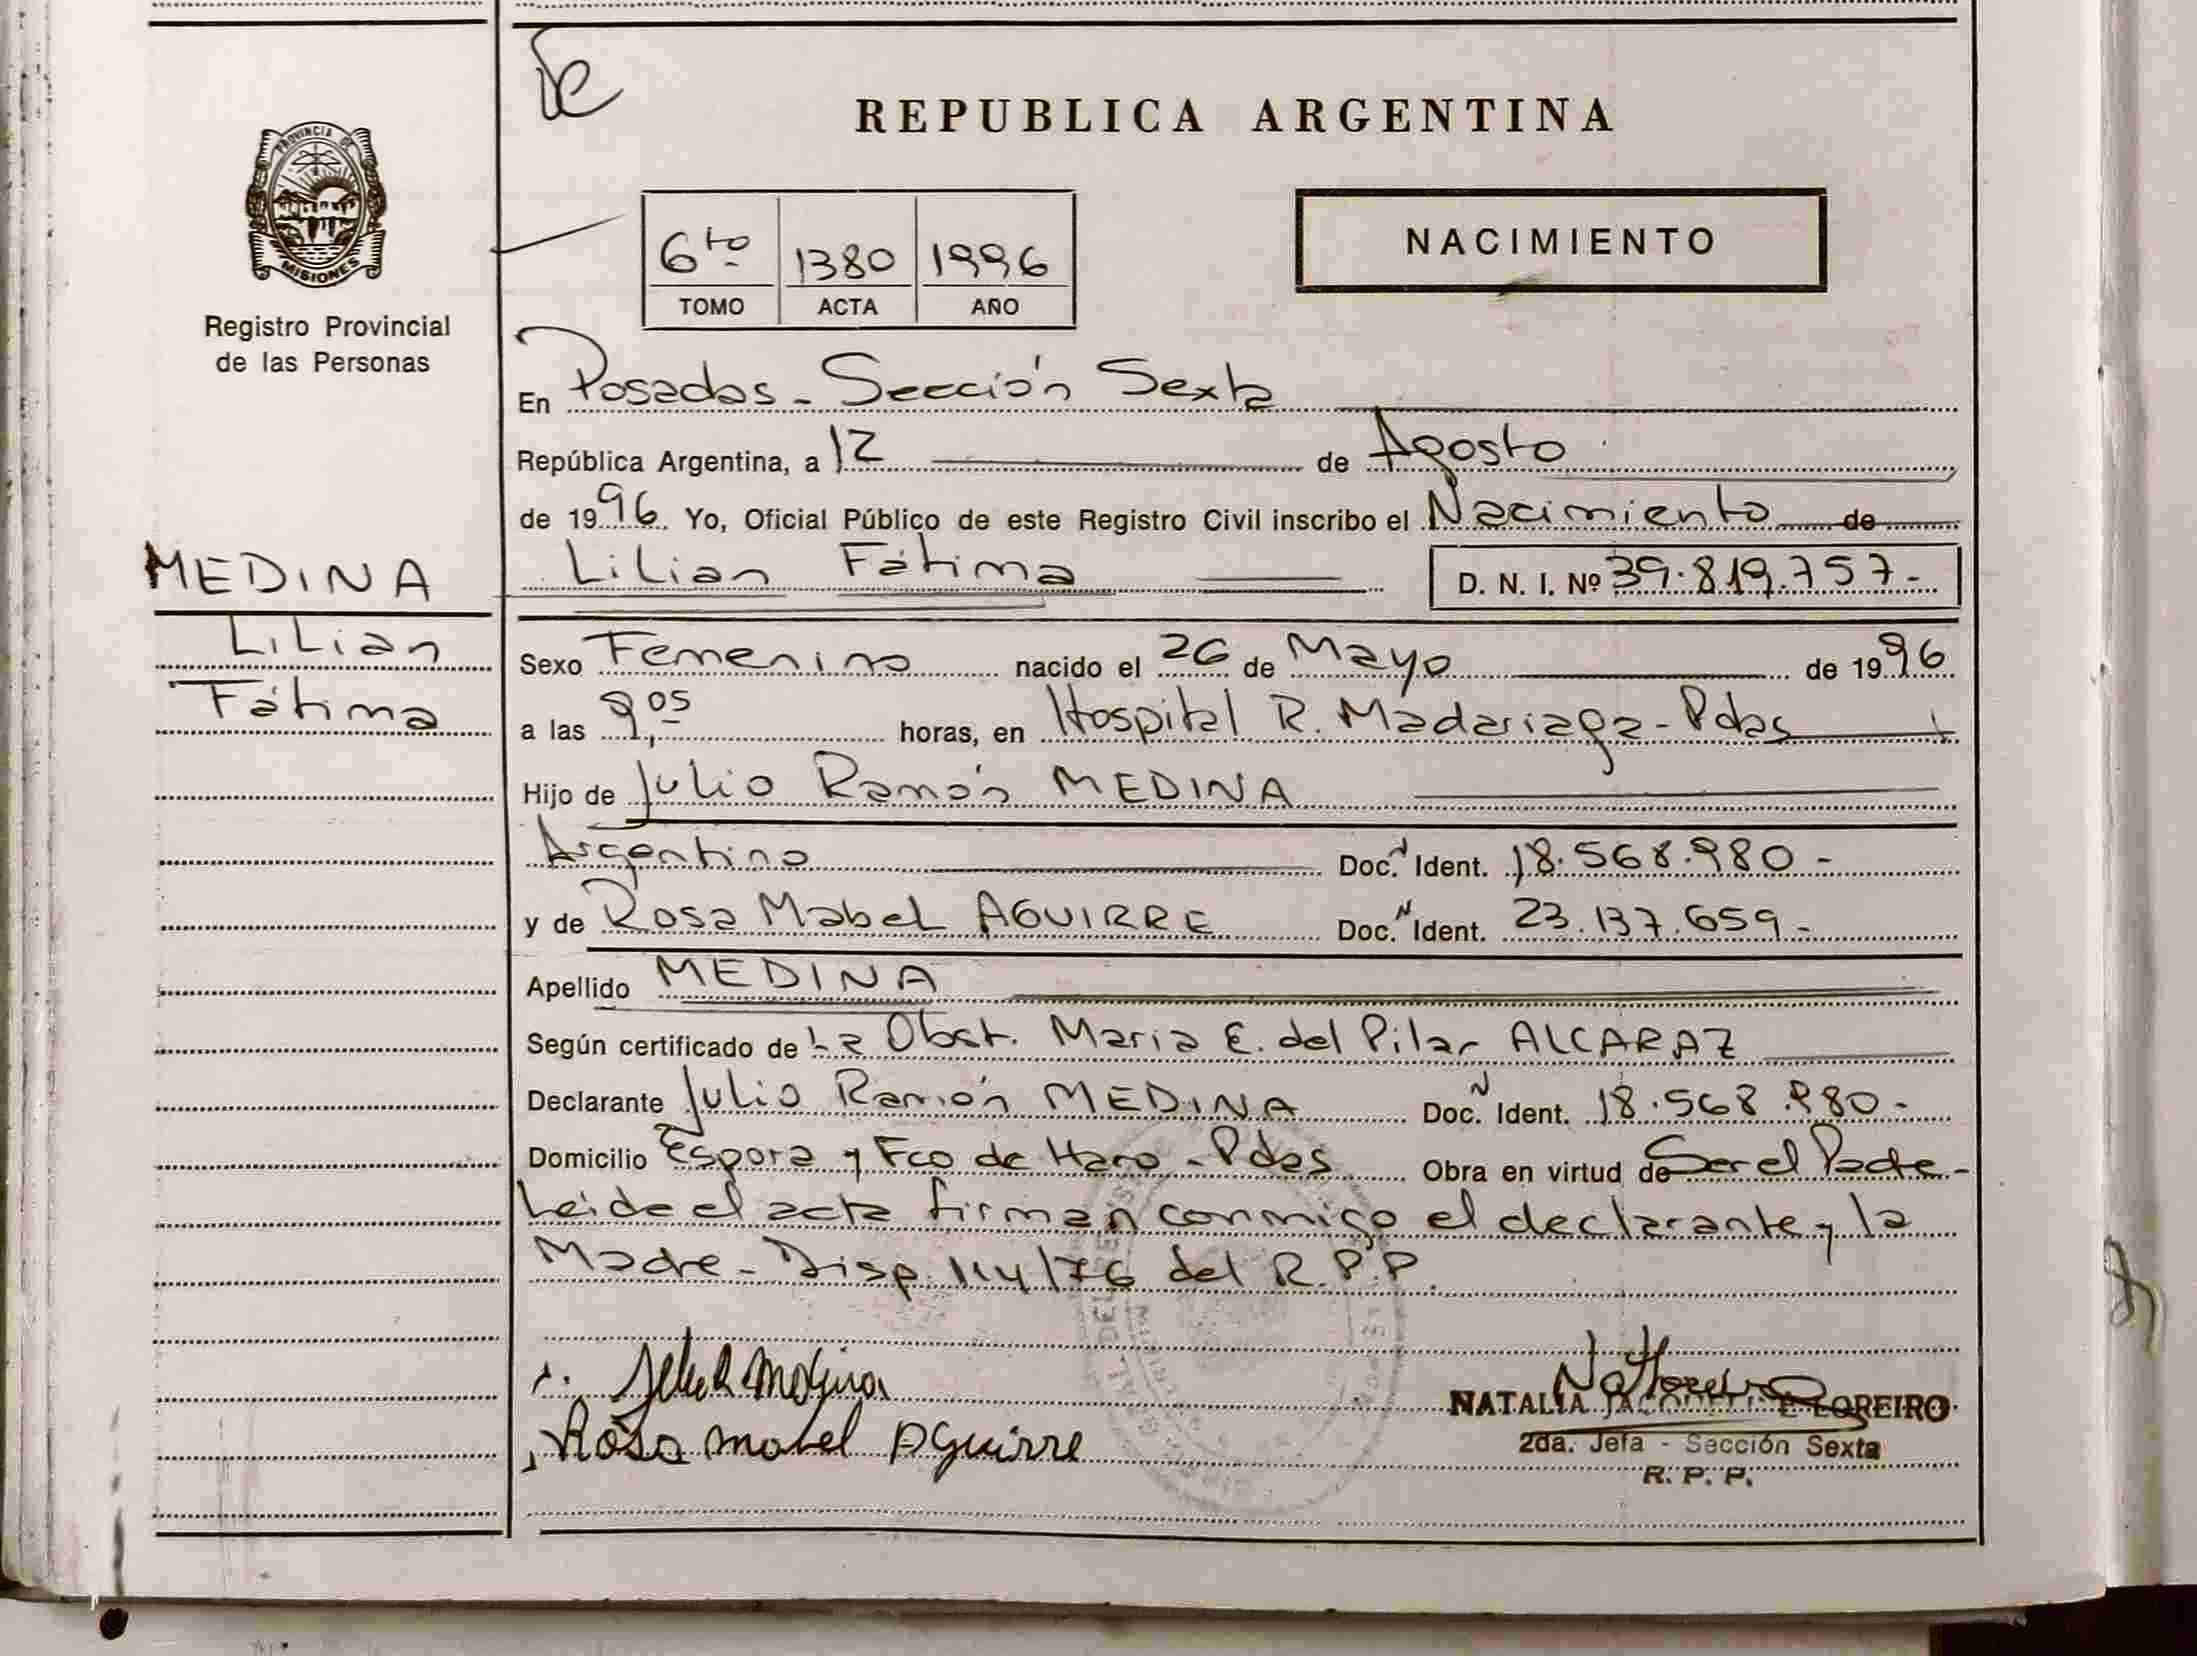 REPUBLICA ARGENTINA
PROVINCIA DE
MISIONES
Registro Provincial
de las Personas
6to 1380 1996
TOMO ACTA AÑO
NACIMIENTO
En Posadas - Sección Sexta
República Argentina, a 12 de Agosto
de 1996 Yo, Oficial Público de este Registro Civil inscribo el Nacimiento de
Lilian Fátima D. N. I. Nº 39.819.757.-
MEDINA
Lilian
Fátima
Sexo Femenino nacido el 26 de Mayo de 1996
a las 9,05 horas, en Hospital R. Madariaga - Pdas
Hijo de Julio Ramón MEDINA
Argentino Doc. Ident. 18.568.980-
y de Rosa Mabel AGUIRRE Doc. Ident. 23.137.659-
Apellido MEDINA
Según certificado de La Obst. Maria E. del Pilar ALCARAZ
Declarante Julio Ramón MEDINA Doc. Ident. 18.568.980-
Domicilio Espora y Fco de Haro - Pdas Obra en virtud de Ser el Padre-
Leida el acta firman conmigo el declarante y la
Madre - Disp. 114/76 del R.P.P.
Rosa mabel Aguirre
NATALIA JACQUELINE LOREIRO
2da. Jefa - Sección Sexta
R. P. P.